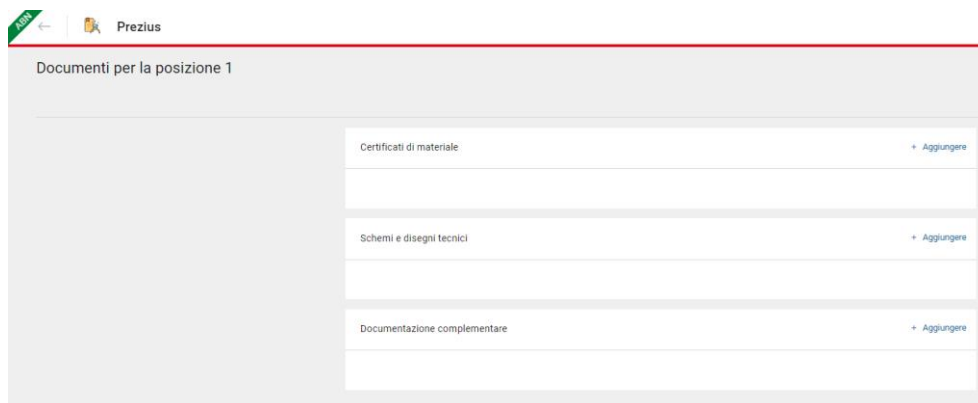 ABN
Prezius
Documenti per la posizione 1
Certificati di materiale + Aggiungere
Schemi e disegni tecnici + Aggiungere
Documentazione complementare + Aggiungere